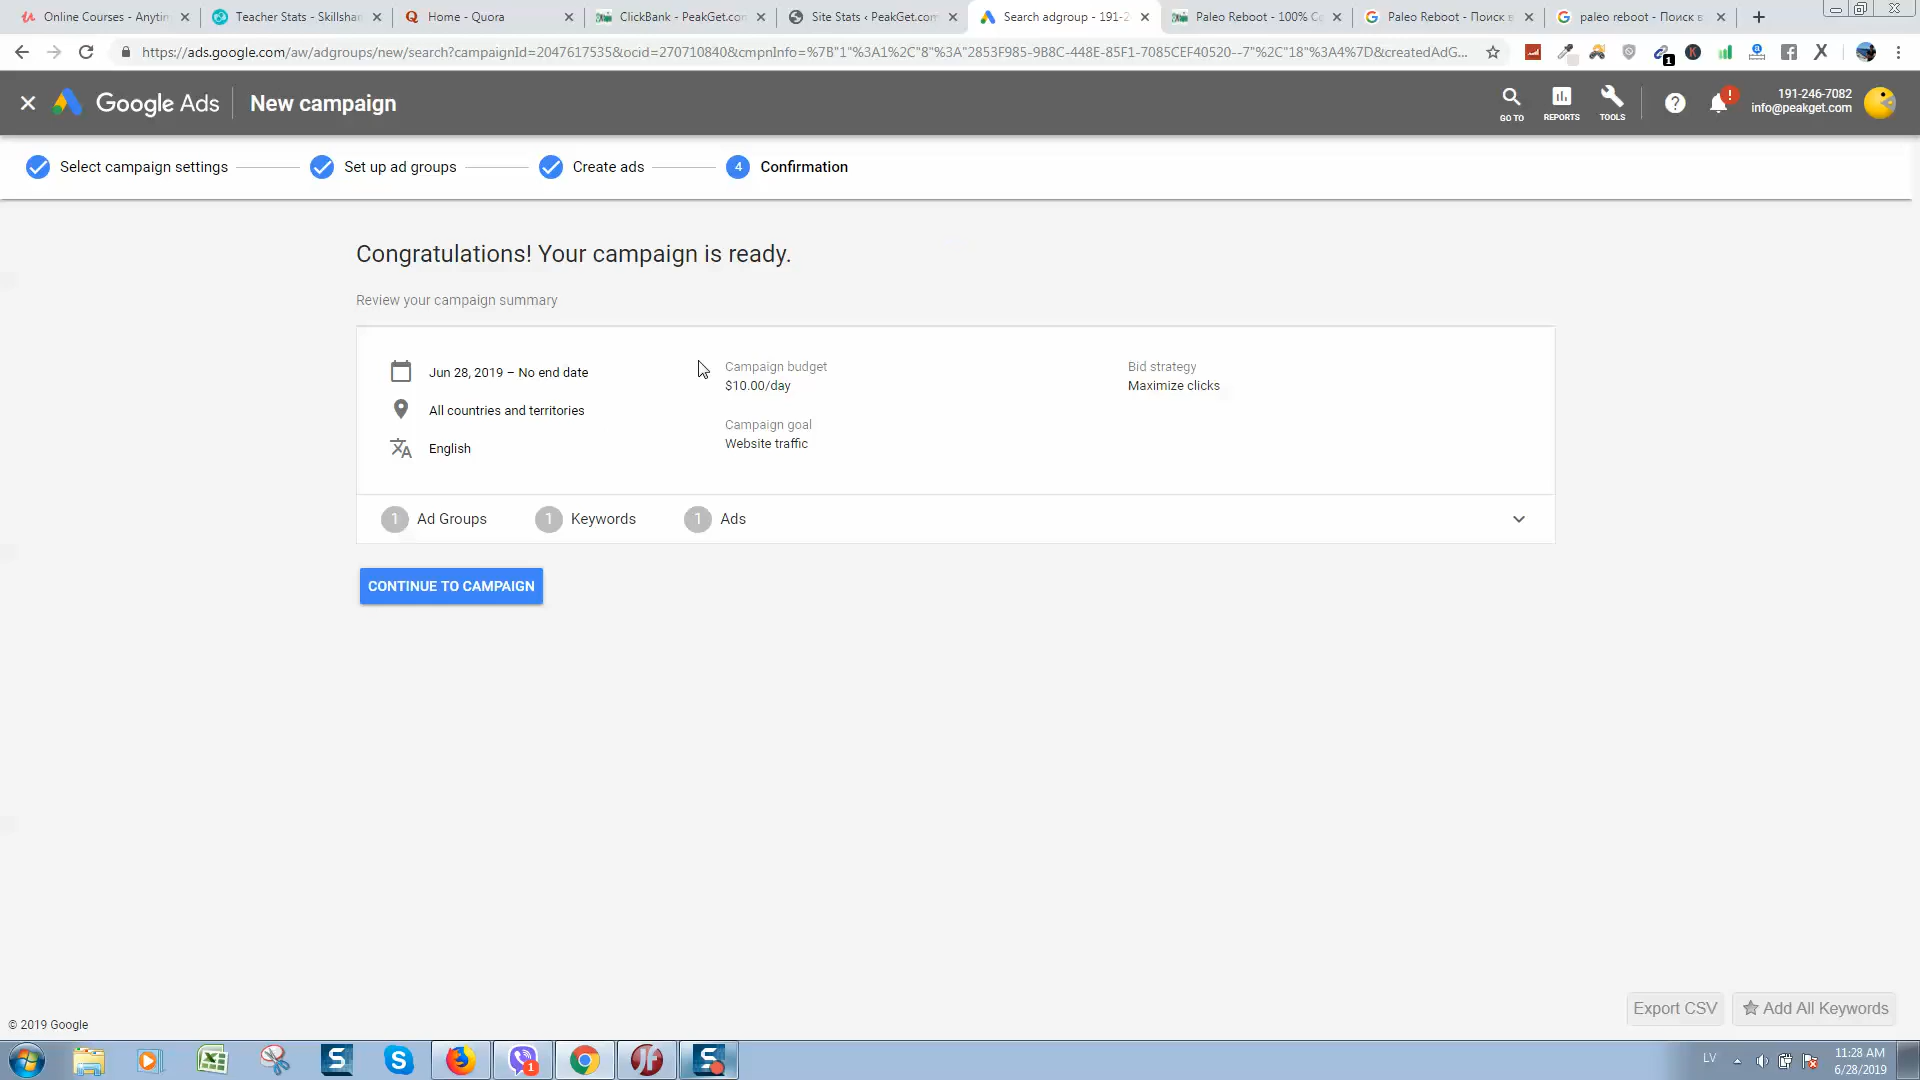 Online Courses - Anytim
Teacher Stats - Skillshar
Home - Quora
ClickBank - PeakGet.com
Site Stats ‹ PeakGet.com
Search adgroup - 191-2
Paleo Reboot - 100% Co
Paleo Reboot - Поиск в
paleo reboot - Поиск в
https://ads.google.com/aw/adgroups/new/search?campaignId=2047617535&ocid=270710840&cmpnInfo=%7B"1"%3A1%2C"8"%3A"2853F985-9B8C-448E-85F1-7085CEF40520--7"%2C"18"%3A4%7D&createdAdG...
1
Google Ads
New campaign
GO TO
REPORTS
TOOLS
191-246-7082
info@peakget.com
Select campaign settings
Set up ad groups
Create ads
4 Confirmation
Congratulations! Your campaign is ready.
Review your campaign summary
Jun 28, 2019 – No end date
All countries and territories
English
Campaign budget
$10.00/day
Campaign goal
Website traffic
Bid strategy
Maximize clicks
1 Ad Groups
1 Keywords
1 Ads
CONTINUE TO CAMPAIGN
Export CSV
Add All Keywords
© 2019 Google
1
LV
11:28 AM
6/28/2019